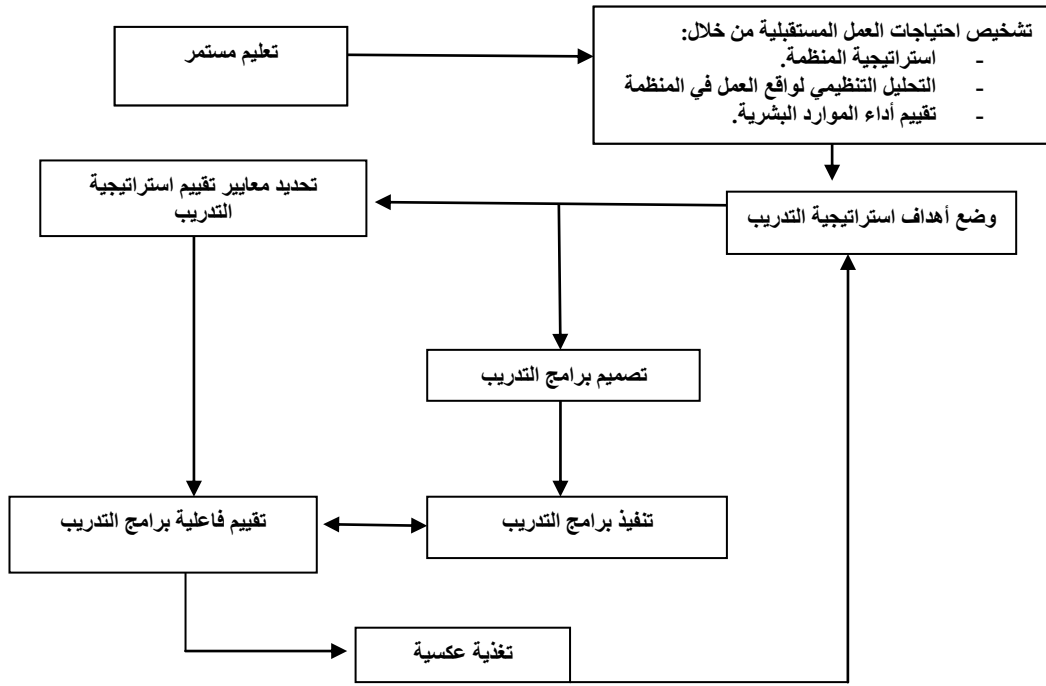 تعليم مستمر
تشخيص احتياجات العمل المستقبلية من خلال:
- استراتيجية المنظمة.
- التحليل التنظيمي لواقع العمل في المنظمة
- تقييم أداء الموارد البشرية.
وضع أهداف استراتيجية التدريب
تحديد معايير تقييم استراتيجية
التدريب
تصميم برامج التدريب
تنفيذ برامج التدريب
تقييم فاعلية برامج التدريب
تغذية عكسية